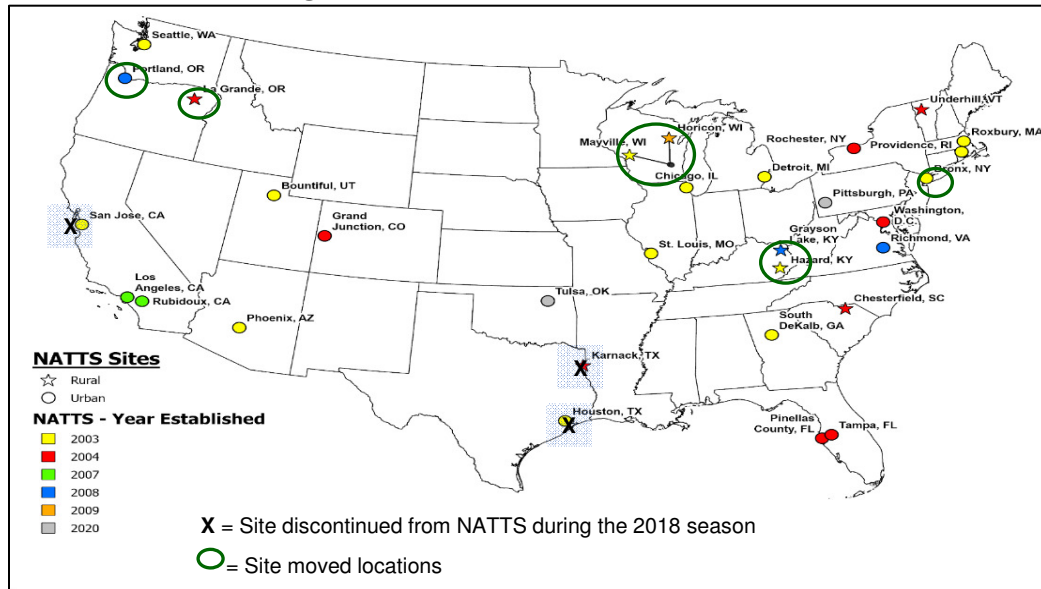 Seattle, WA
Portland, OR
La Grande, OR
Bountiful, UT
San Jose, CA
Grand
Junction, CO
Los
Angeles, CA
Rubidoux, CA
Phoenix, AZ
Mayville, WI
Horicon, WI
Chicago, IL
Detroit, MI
Rochester, NY
Underhill, VT
Roxbury, MA
Providence, RI
Bronx, NY
Pittsburgh, PA
Washington,
D.C.
Richmond, VA
Grayson
Lake, KY
Hazard, KY
St. Louis, MO
Tulsa, OK
Chesterfield, SC
South
DeKalb, GA
X Karnack, TX
X Houston, TX
X
Pinellas
County, FL
Tampa, FL
NATTS Sites
Rural
Urban
NATTS - Year Established
2003
2004
2007
2008
2009
2020
X = Site discontinued from NATTS during the 2018 season
= Site moved locations